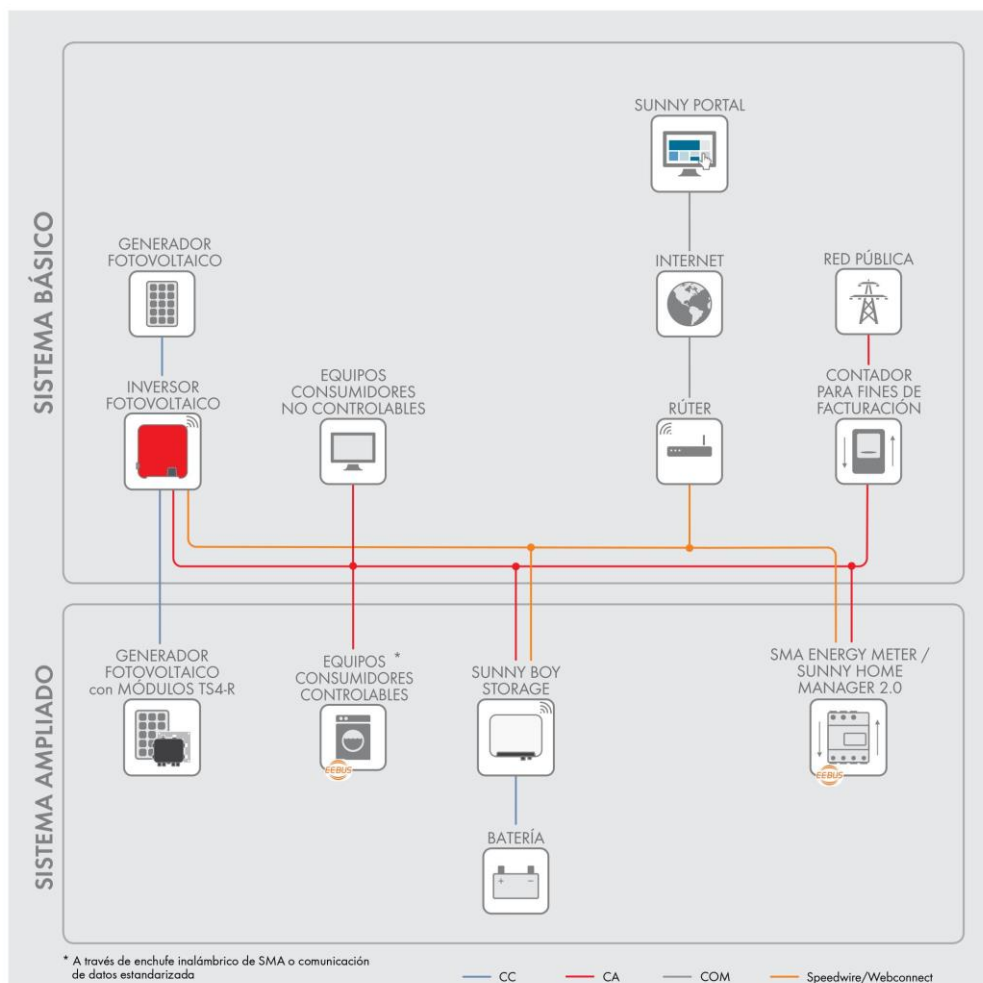 SISTEMA BÁSICO
SUNNY PORTAL
GENERADOR
FOTOVOLTAICO
INTERNET
RED PÚBLICA
INVERSOR
FOTOVOLTAICO
EQUIPOS
CONSUMIDORES
NO CONTROLABLES
RÚTER
CONTADOR
PARA FINES DE
FACTURACIÓN
SISTEMA AMPLIADO
GENERADOR
FOTOVOLTAICO
con MÓDULOS TS4-R
EQUIPOS *
CONSUMIDORES
CONTROLABLES
EEBUS
SUNNY BOY
STORAGE
SMA ENERGY METER /
SUNNY HOME
MANAGER 2.0
EEBUS
BATERÍA
+ −
* A través de enchufe inalámbrico de SMA o comunicación
de datos estandarizada
CC
CA
COM
Speedwire/Webconnect